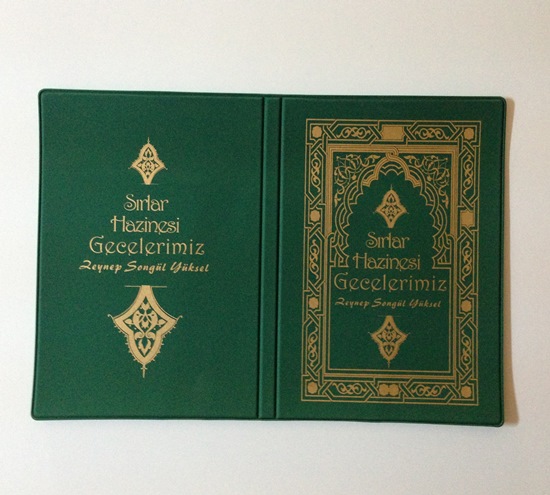 Sırlar
Hazinesi
Gecelerimiz
Zeynep Songül Yüksel
Sırlar
Hazinesi
Gecelerimiz
Zeynep Songül Yüksel